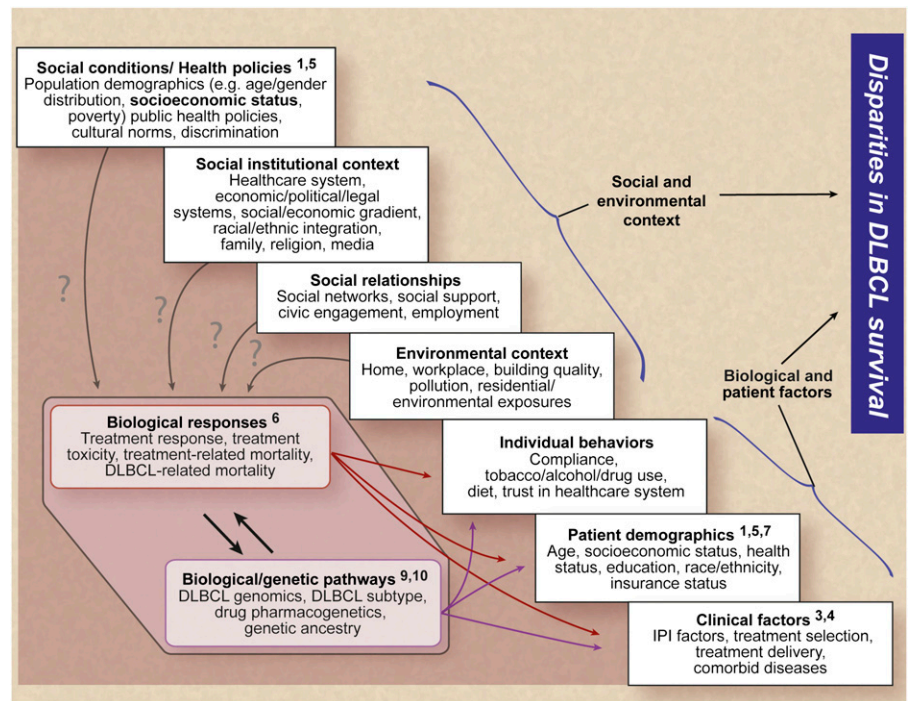 Social conditions/ Health policies 1,5
Population demographics (e.g. age/gender
distribution, socioeconomic status,
poverty) public health policies,
cultural norms, discrimination
Social institutional context
Healthcare system,
economic/political/legal
systems, social/economic gradient,
racial/ethnic integration,
family, religion, media
Social relationships
Social networks, social support,
civic engagement, employment
Environmental context
Home, workplace, building quality,
pollution, residential/
environmental exposures
Individual behaviors
Compliance,
tobacco/alcohol/drug use,
diet, trust in healthcare system
Patient demographics 1,5,7
Age, socioeconomic status, health
status, education, race/ethnicity,
insurance status
Clinical factors 3,4
IPI factors, treatment selection,
treatment delivery,
comorbid diseases
?
?
?
?
Biological responses 6
Treatment response, treatment
toxicity, treatment-related mortality,
DLBCL-related mortality
Biological/genetic pathways 9,10
DLBCL genomics, DLBCL subtype,
drug pharmacogenetics,
genetic ancestry
Social and
environmental
context
Biological and
patient factors
Disparities in DLBCL survival